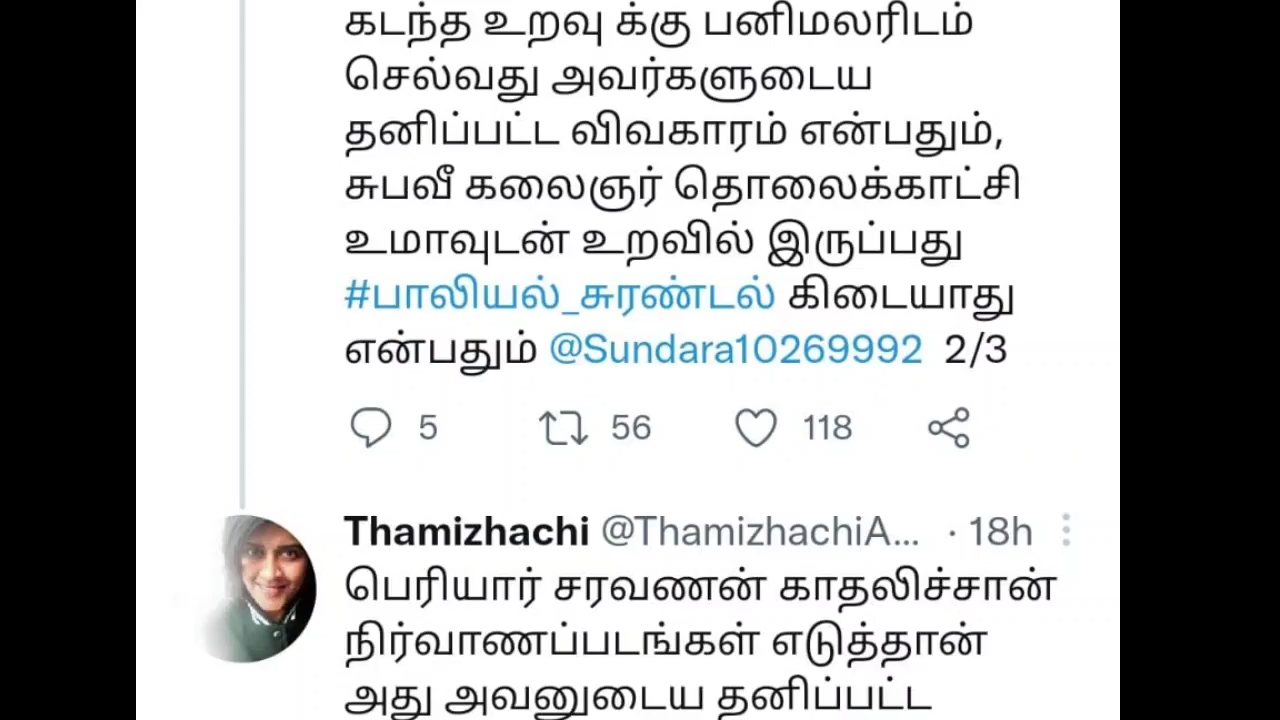 கடந்த உறவு க்கு பனிமலரிடம்
செல்வது அவர்களுடைய
தனிப்பட்ட விவகாரம் என்பதும்,
சுபவீ கலைஞர் தொலைக்காட்சி
உமாவுடன் உறவில் இருப்பது
#பாலியல்_சுரண்டல் கிடையாது
என்பதும் @Sundara10269992 2/3
5 56 118
Thamizhachi @ThamizhachiA... · 18h
பெரியார் சரவணன் காதலிச்சான்
நிர்வாணப்படங்கள் எடுத்தான்
அது அவனுடைய தனிப்பட்ட